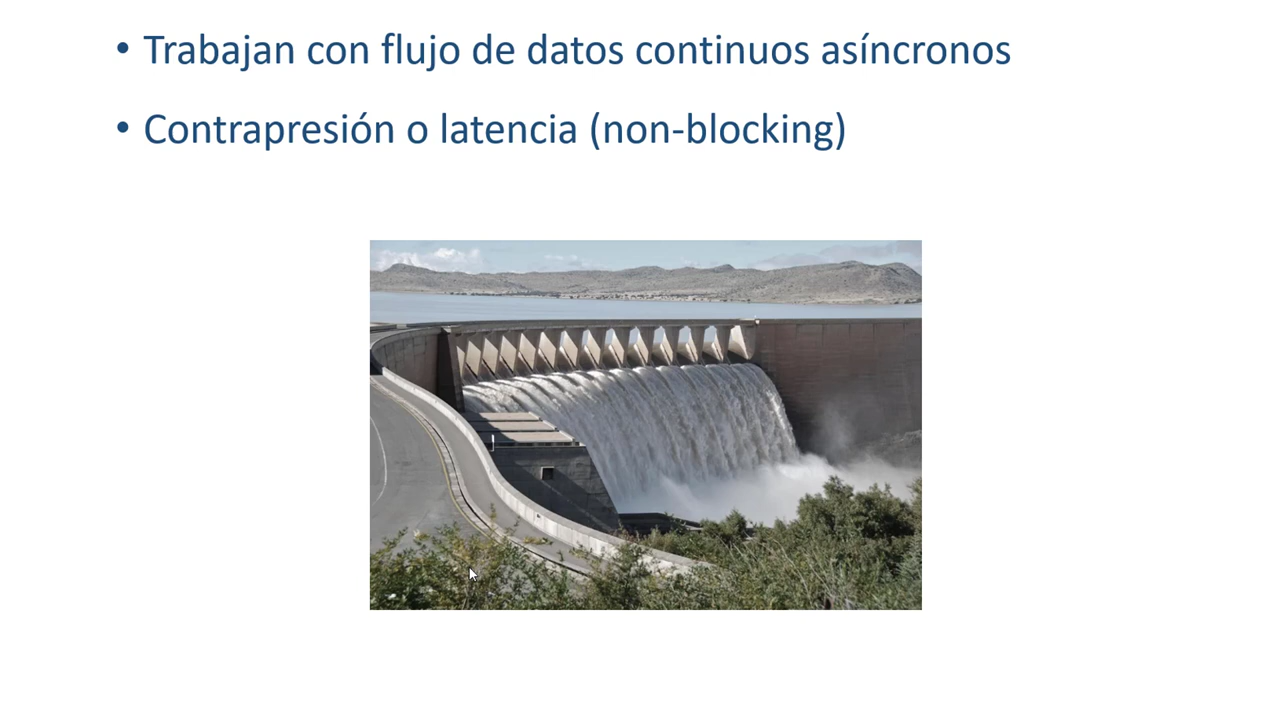 • Trabajan con flujo de datos continuos asíncronos
• Contrapresión o latencia (non-blocking)